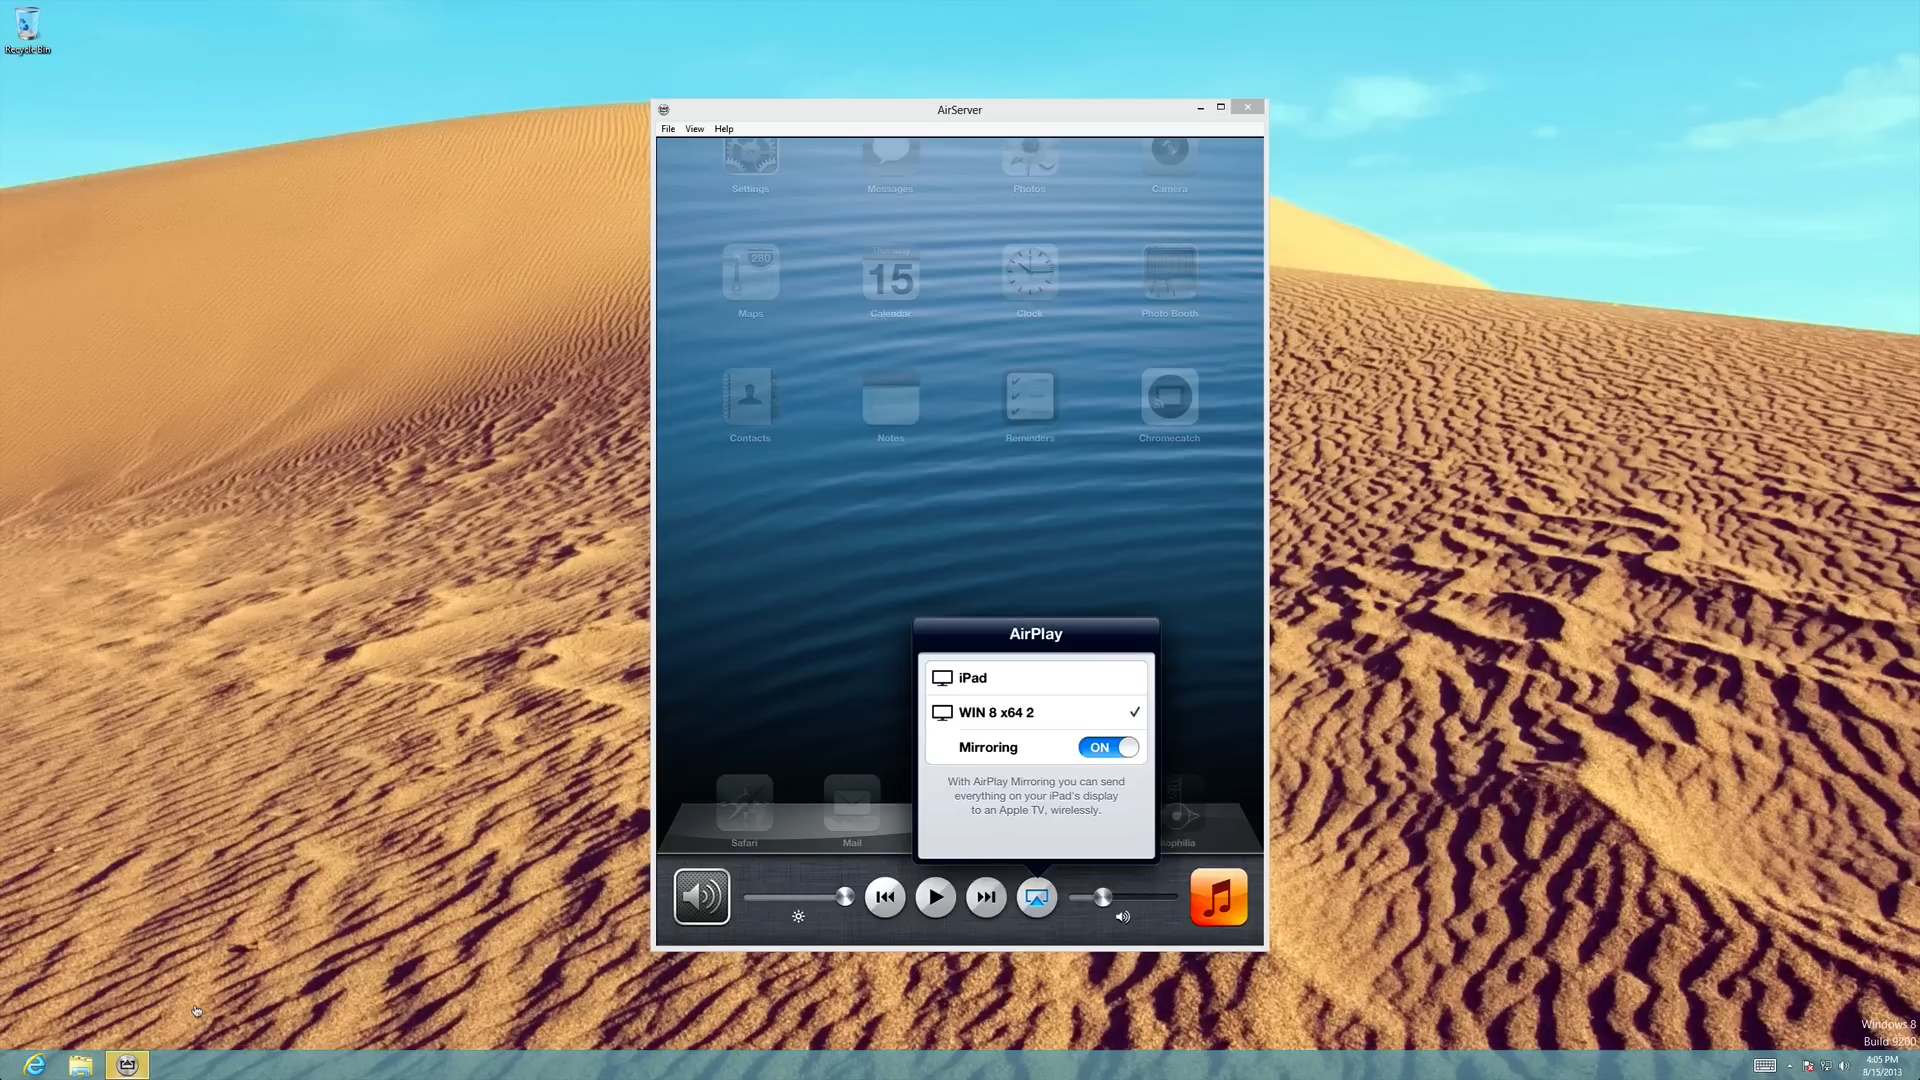 Recycle Bin
AirServer
File View Help
Settings Messages Photos Camera
280
Thursday
15
Maps Calendar Clock Photo Booth
Contacts Notes Reminders Chromecatch
AirPlay
iPad
WIN 8 x64 2
Mirroring ON
With AirPlay Mirroring you can send
everything on your iPad's display
to an Apple TV, wirelessly.
Safari Mail
Windows 8
Build 9200
4:05 PM
8/15/2013